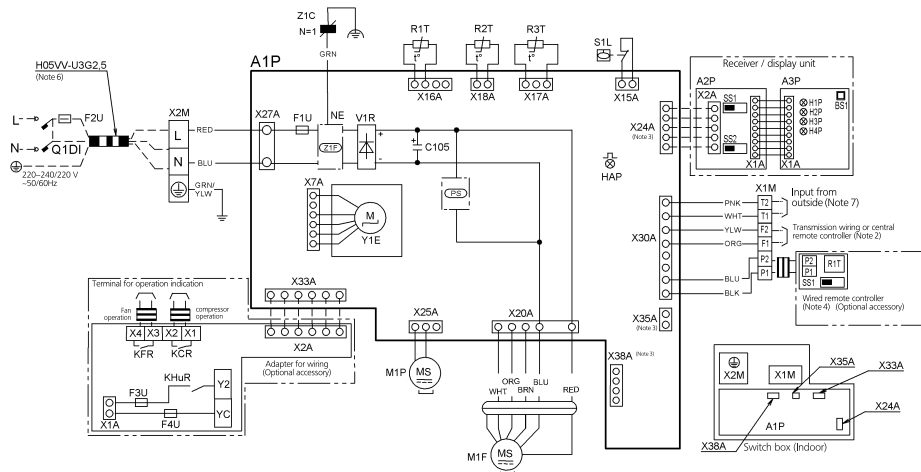 Z1C
N=1
GRN
H05VV-U3G2,5
(Note 6)
L
N
F2U
Q1DI
220~240/220 V
~50/60Hz
X2M
L
N
RED
BLU
GRN/
YLW
A1P
X27A
F1U
NE
Z1F
V1R
+
-
+
C105
PS
R1T
t°
X16A
R2T
t°
X18A
R3T
t°
X17A
S1L
X15A
HAP
X7A
M
Y1E
Receiver / display unit
A2P
X2A
SS1
SS2
X1A
A3P
H1P
H2P
H3P
H4P
BS1
X1A
X24A
(Note 3)
X30A
PNK
WHT
YLW
ORG
BLU
BLK
X1M
T2
T1
F2
F1
P2
P1
Input from
outside (Note 7)
Transmission wiring or central
remote controller (Note 2)
P2
P1
R1T
SS1
Wired remote controller
(Note 4) (Optional accessory)
X35A
(Note 3)
X38A (Note 3)
Terminal for operation indication
Fan
operation
compressor
operation
X4
X3
X2
X1
KFR
KCR
X33A
X2A
Adapter for wiring
(Optional accessory)
KHuR
F3U
F4U
X1A
Y2
YC
X25A
M1P
MS
X20A
WHT
ORG
BRN
BLU
RED
M1F
MS
X2M
X1M
X35A
X33A
X24A
A1P
X38A
Switch box (Indoor)